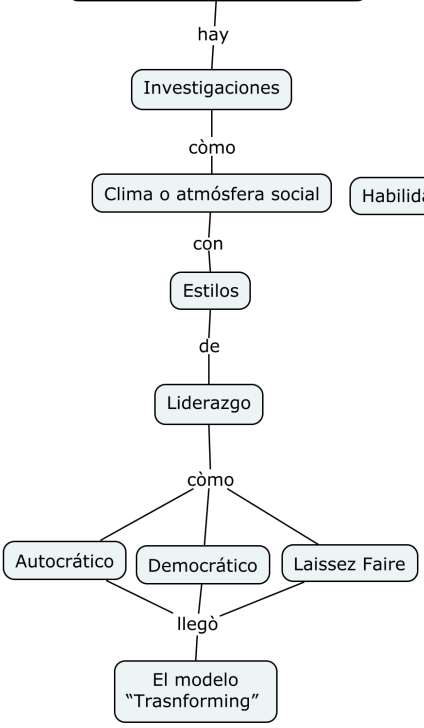 hay
Investigaciones
còmo
Clima o atmósfera social
Habilida
con
Estilos
de
Liderazgo
còmo
Autocrático
Democrático
Laissez Faire
llegò
El modelo
“Trasnforming”